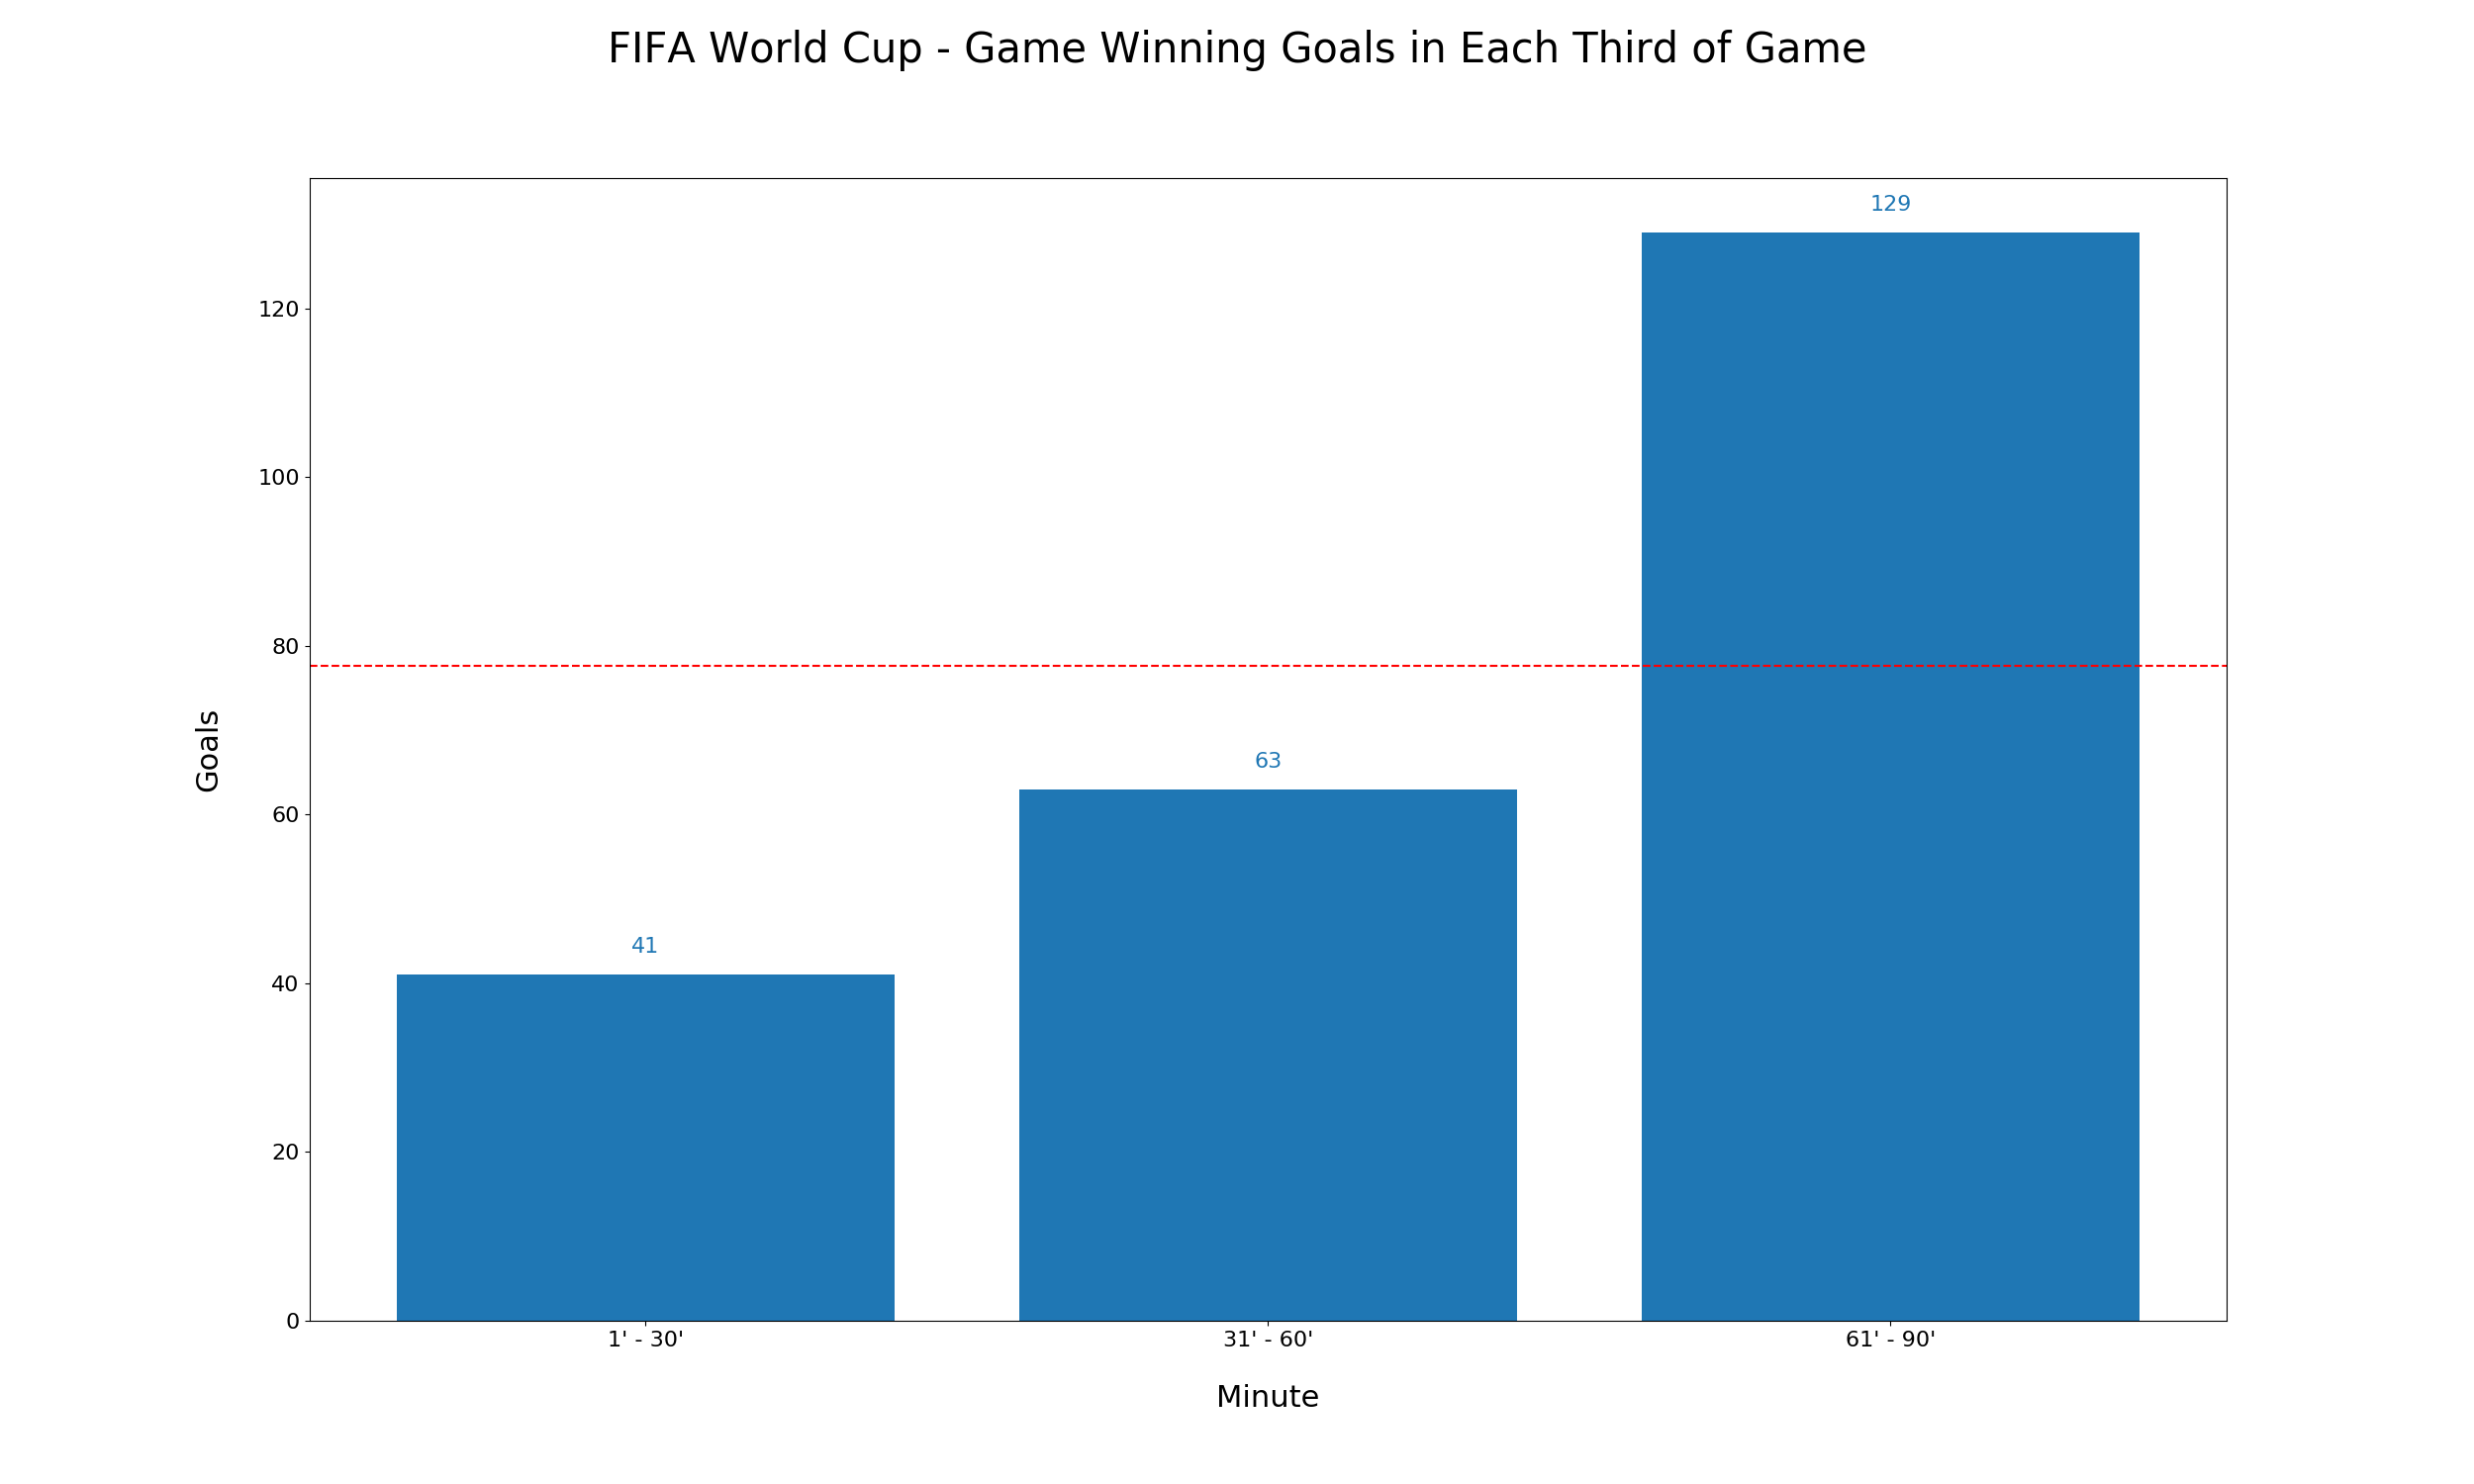 FIFA World Cup - Game Winning Goals in Each Third of Game
129
120
100
80
63
60
41
40
20
0
1' - 30' 31' - 60' 61' - 90'
Goals
Minute